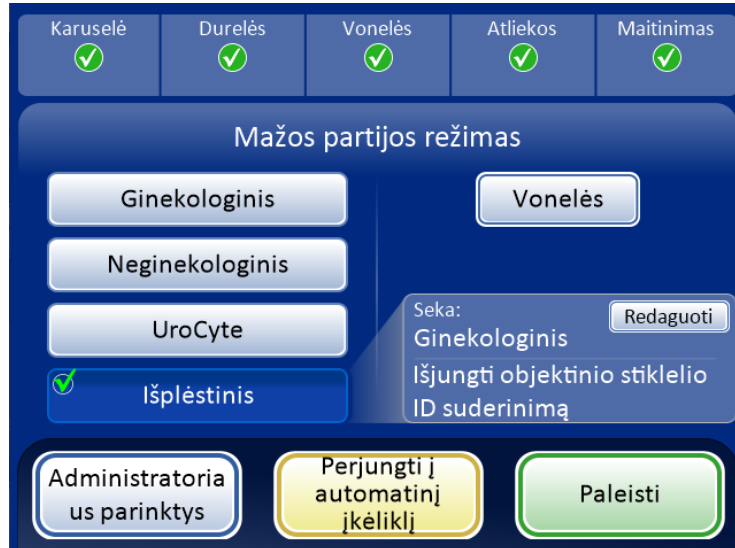 Karuselė Durelės Vonelės Atliekos Maitinimas
Mažos partijos režimas
Ginekologinis
Neginekologinis
UroCyte
Išplėstinis
Vonelės
Seka:
Ginekologinis
Redaguoti
Išjungti objektinio stiklelio
ID suderinimą
Administratoria
us parinktys
Perjungti į
automatinį
įkėliklį
Paleisti